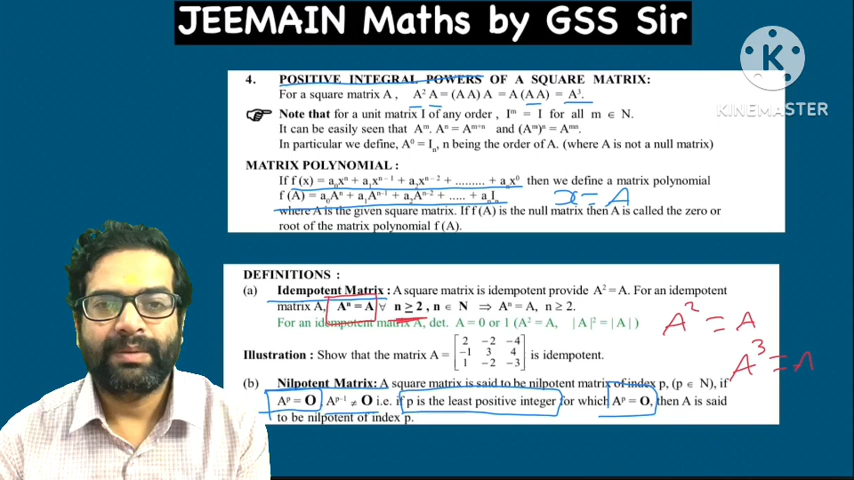 JEEMAIN Maths by GSS Sir
K
KINEMASTER
4. POSITIVE INTEGRAL POWERS OF A SQUARE MATRIX:
For a square matrix A, A² A = (A A) A = A (A A) = A³.
Note that for a unit matrix I of any order, Iᵐ = I for all m ∈ N.
It can be easily seen that Aᵐ. Aⁿ = Aᵐ⁺ⁿ and (Aᵐ)ⁿ = Aᵐⁿ
In particular we define, A⁰ = Iₙ, n being the order of A. (where A is not a null matrix)
MATRIX POLYNOMIAL :
If f (x) = a₀xⁿ + a₁xⁿ⁻¹ + a₂xⁿ⁻² + ......... + aₙx⁰ then we define a matrix polynomial
f (A) = a₀Aⁿ + a₁Aⁿ⁻¹ + a₂Aⁿ⁻² + ..... + aₙIₙ
x = A
where A is the given square matrix. If f (A) is the null matrix then A is called the zero or
root of the matrix polynomial f (A).
DEFINITIONS :
(a) Idempotent Matrix : A square matrix is idempotent provide A² = A. For an idempotent
matrix A, Aⁿ = A ∀ n ≥ 2, n ∈ N ⇒ Aⁿ = A, n ≥ 2.
For an idempotent matrix A, det. A = 0 or 1 (A² = A, | A |² = | A | )
A² = A
Illustration : Show that the matrix A = [2 −2 −4
−1 3 4
1 −2 −3] is idempotent.
A³ = A
(b) Nilpotent Matrix: A square matrix is said to be nilpotent matrix of index p, (p ∈ N), if
Aᵖ = O, Aᵖ⁻¹ ≠ O i.e. if p is the least positive integer for which Aᵖ = O, then A is said
to be nilpotent of index p.